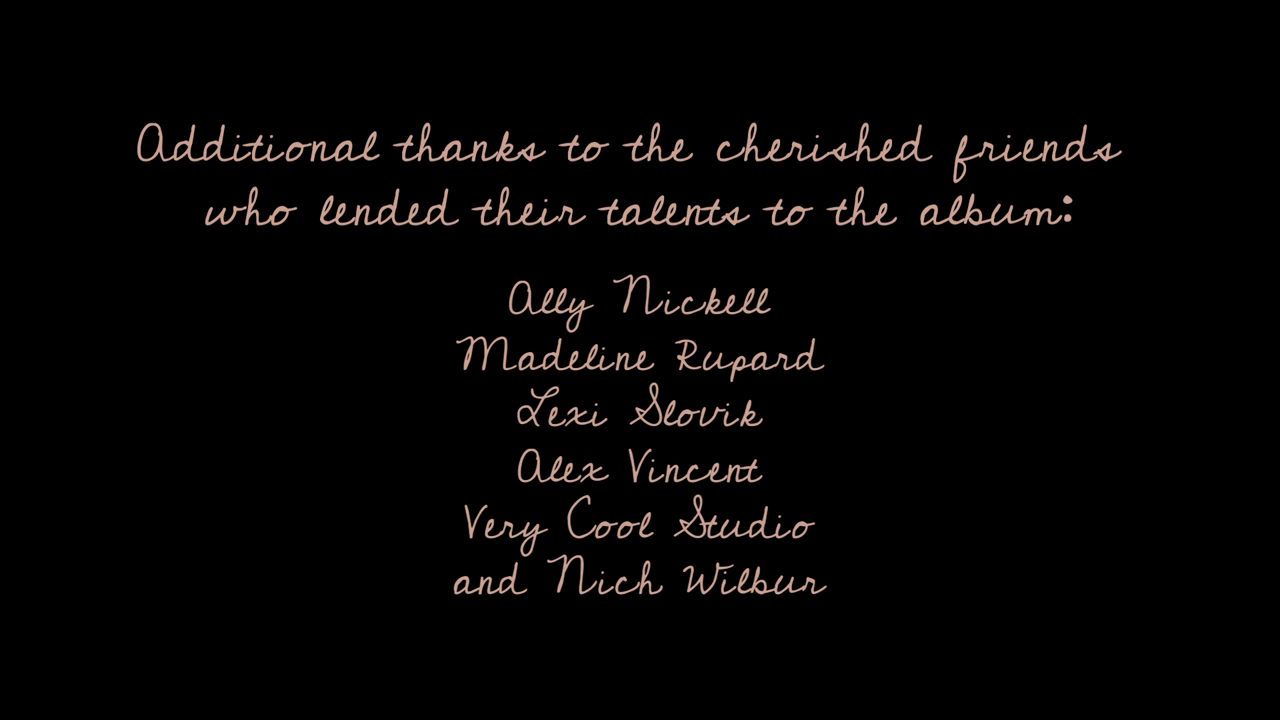 Additional thanks to the cherished friends
who lended their talents to the album:
Ally Nickell
Madeline Rupard
Lexi Slovik
Alex Vincent
Very Cool Studio
and Nich Wilbur